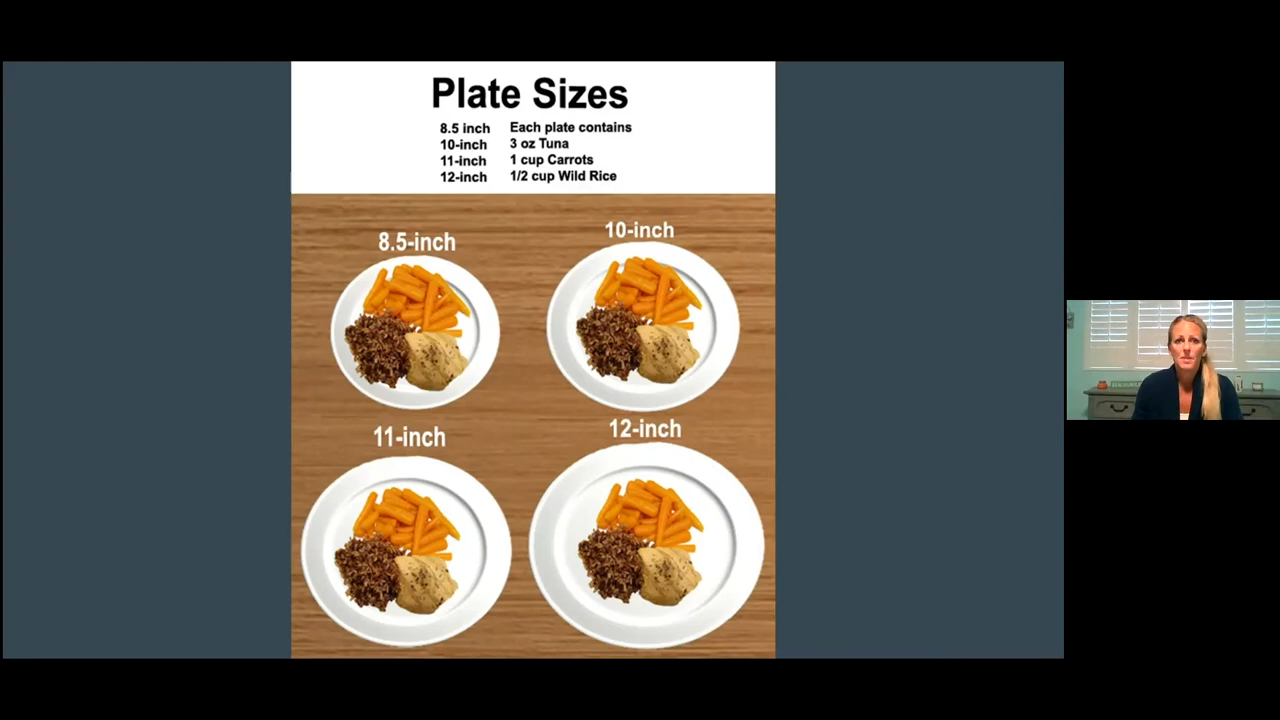 Plate Sizes
8.5 inch Each plate contains
10-inch 3 oz Tuna
11-inch 1 cup Carrots
12-inch 1/2 cup Wild Rice
8.5-inch
10-inch
11-inch
12-inch